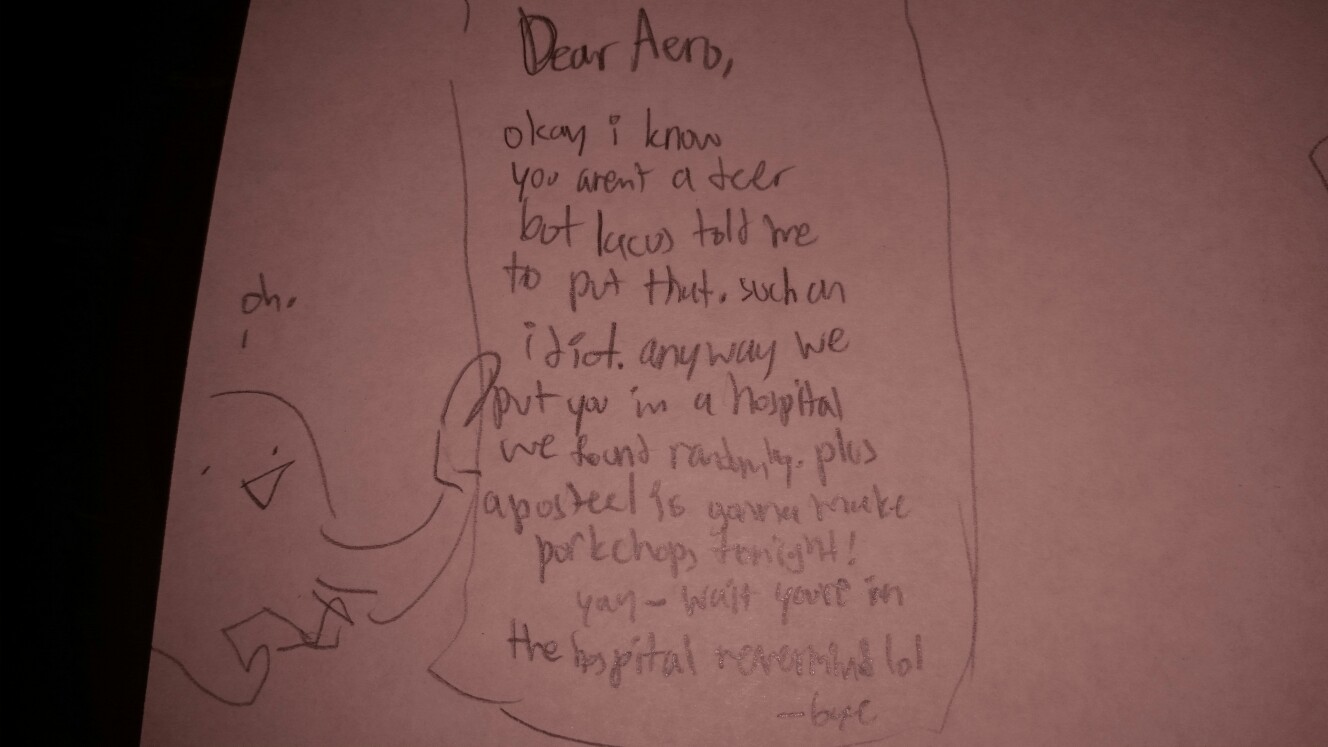 Dear Aero,
okay i know
you arent a deer
but lucus told me
to put that. such an
idiot. anyway we
put you in a hospital
we found randomly. plus
aposteel is gonna make
porkchops tonight!
yay – wait youre in
the hospital nevermind lol
oh.